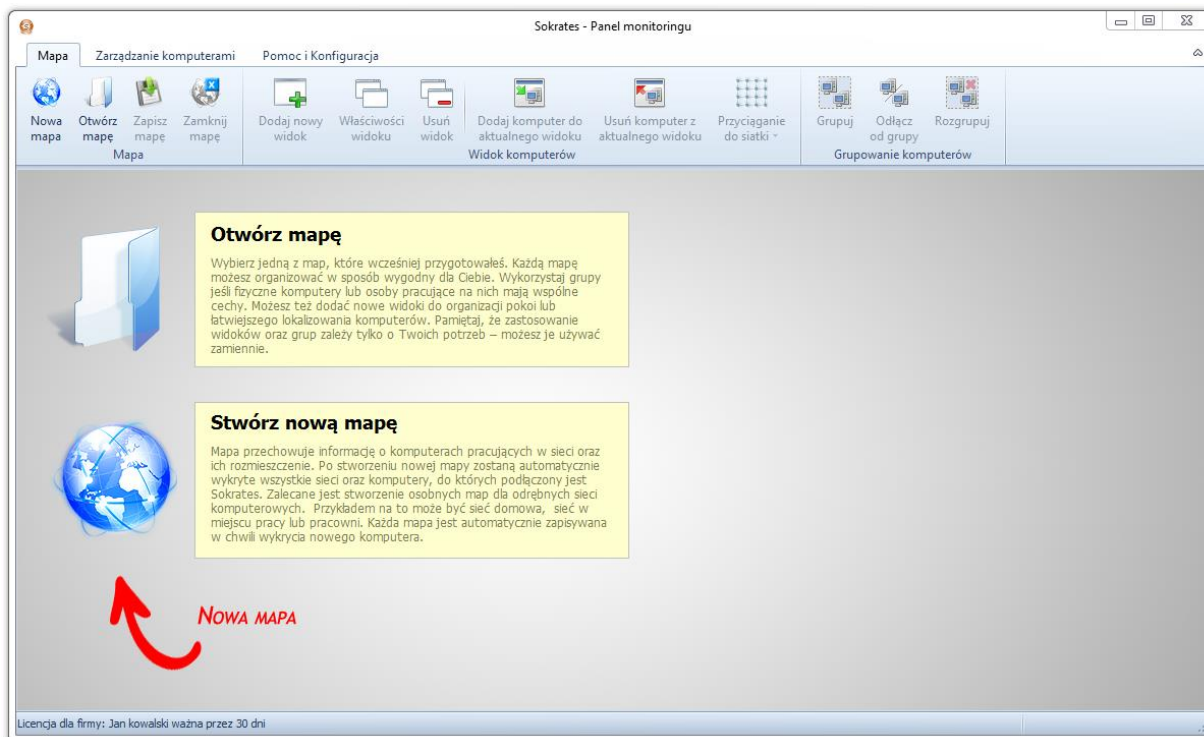 Sokrates - Panel monitoringu
Mapa Zarządzanie komputerami Pomoc i Konfiguracja
Nowa mapa
Otwórz mapę
Zapisz mapę
Zamknij mapę
Mapa
Dodaj nowy widok
Właściwości widoku
Usuń widok
Dodaj komputer do aktualnego widoku
Usuń komputer z aktualnego widoku
Przyciąganie do siatki
Widok komputerów
Grupuj
Odłącz od grupy
Rozgrupuj
Grupowanie komputerów
Otwórz mapę
Wybierz jedną z map, które wcześniej przygotowałeś. Każdą mapę
możesz organizować w sposób wygodny dla Ciebie. Wykorzystaj grupy
jeśli fizyczne komputery lub osoby pracujące na nich mają wspólne
cechy. Możesz też dodać nowe widoki do organizacji pokoi lub
łatwiejszego lokalizowania komputerów. Pamiętaj, że zastosowanie
widoków oraz grup zależy tylko o Twoich potrzeb – możesz je używać
zamiennie.
Stwórz nową mapę
Mapa przechowuje informację o komputerach pracujących w sieci oraz
ich rozmieszczenie. Po stworzeniu nowej mapy zostaną automatycznie
wykryte wszystkie sieci oraz komputery, do których podłączony jest
Sokrates. Zalecane jest stworzenie osobnych map dla odrębnych sieci
komputerowych. Przykładem na to może być sieć domowa, sieć w
miejscu pracy lub pracowni. Każda mapa jest automatycznie zapisywana
w chwili wykrycia nowego komputera.
NOWA MAPA
Licencja dla firmy: Jan kowalski ważna przez 30 dni